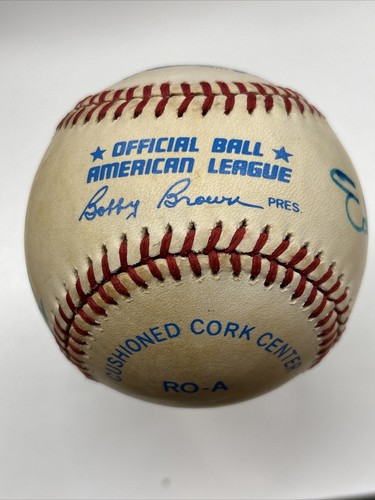 ★ OFFICIAL BALL ★
AMERICAN LEAGUE
Bobby Brown PRES.
CUSHIONED CORK CENTER
RO-A